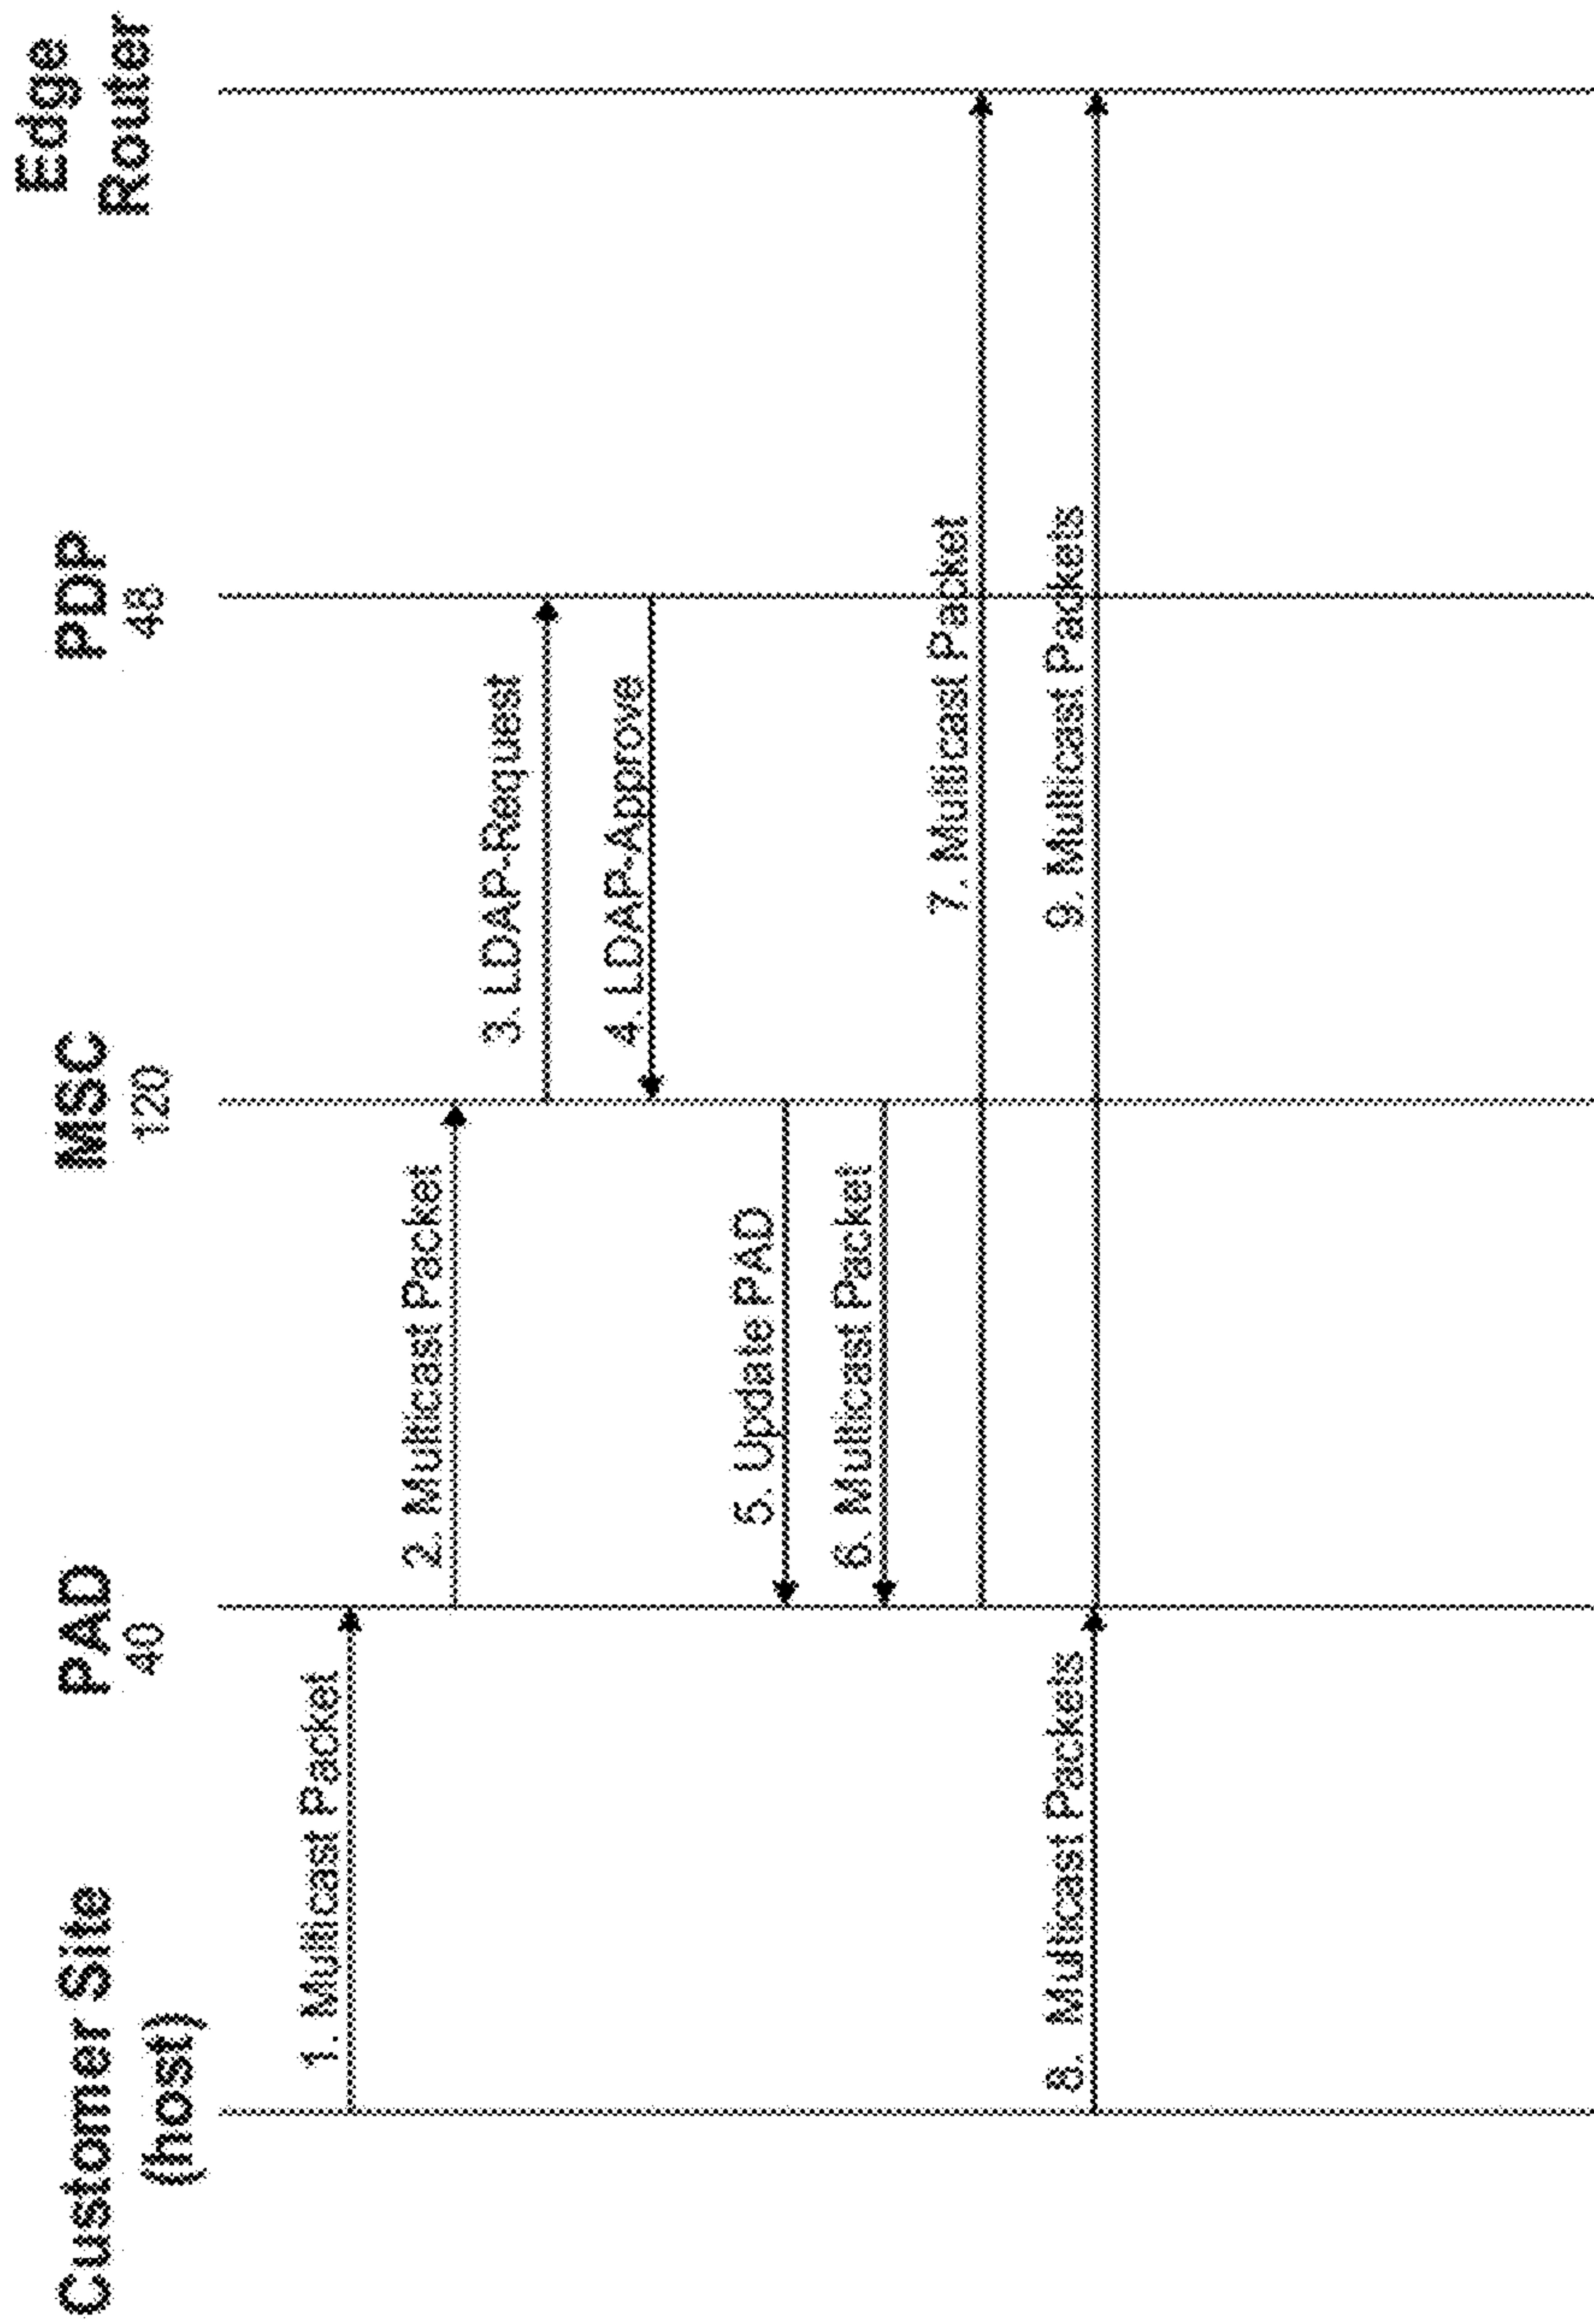 Customer Site
(host)
PAD
40
MSC
120
PDP
48
Edge
Router
1. Multicast Packet
2. Multicast Packet
3. LDAP-Request
4. LDAP-Approve
5. Update PAD
6. Multicast Packet
7. Multicast Packet
8. Multicast Packets
9. Multicast Packets